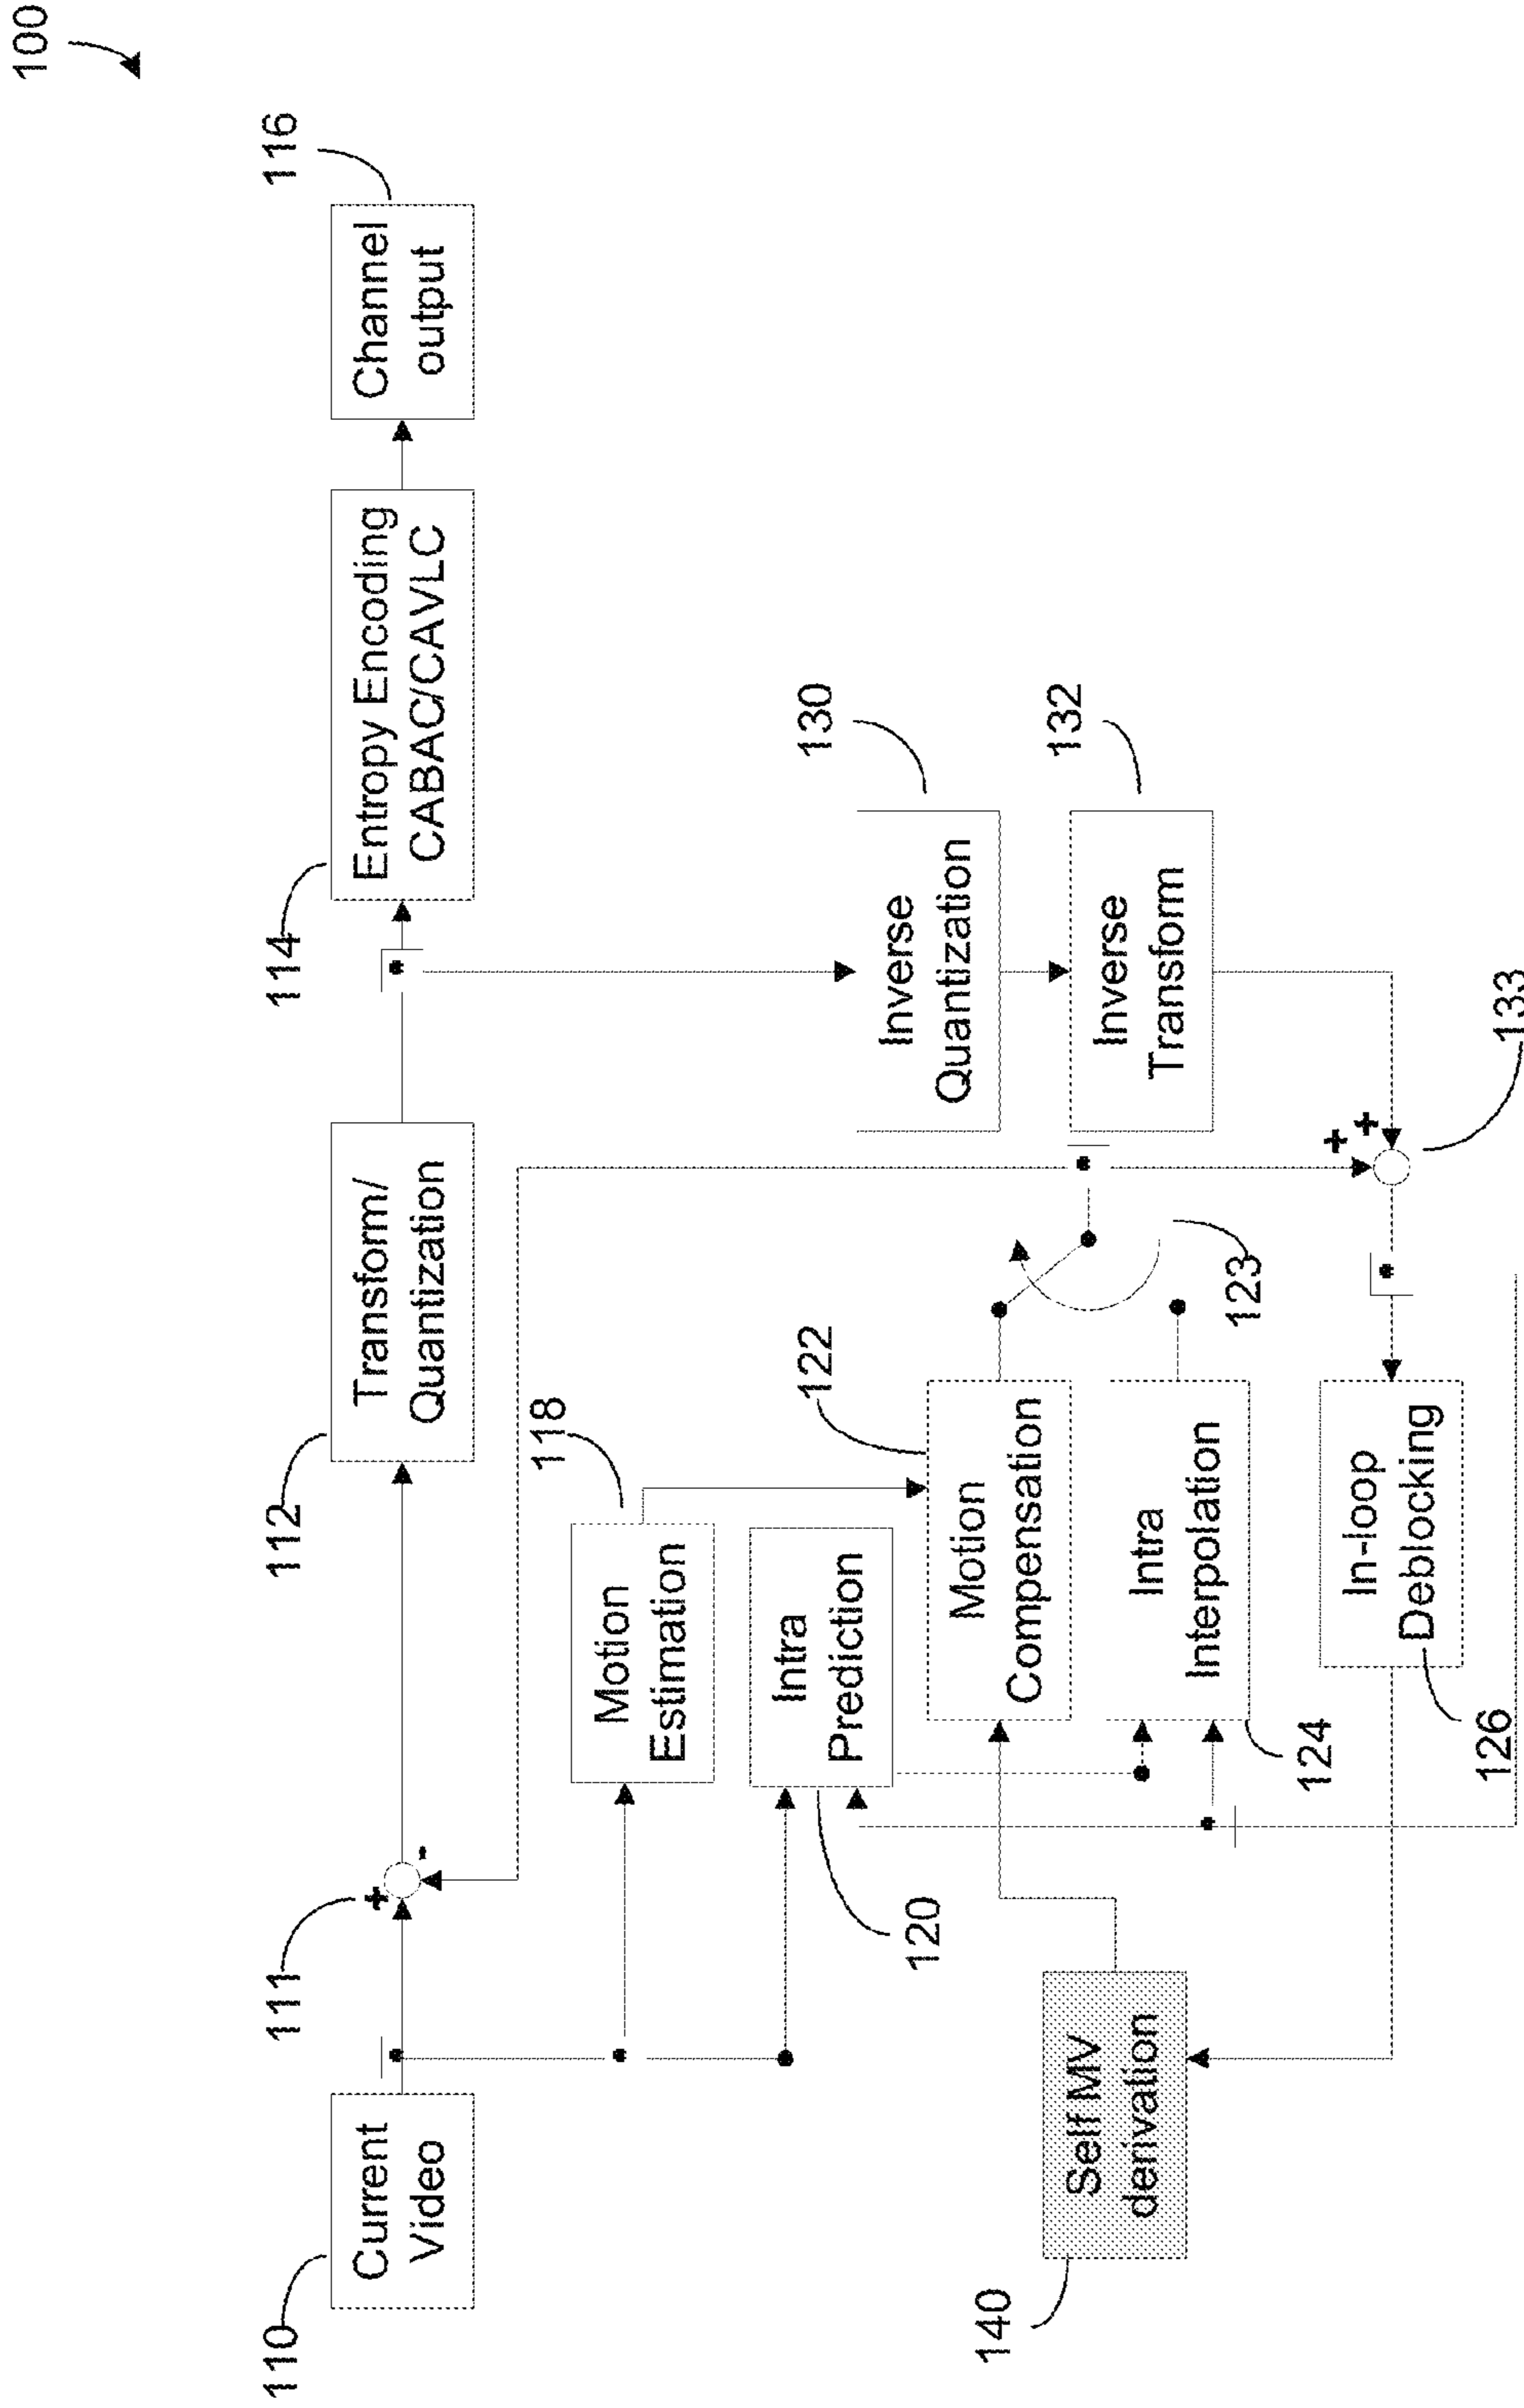 100
110
Current
Video
111
+
-
112
Transform/
Quantization
114
Entropy Encoding
CABAC/CAVLC
116
Channel
output
118
Motion
Estimation
120
Intra
Prediction
122
Motion
Compensation
123
124
Intra
Interpolation
130
Inverse
Quantization
132
Inverse
Transform
+
+
133
126
In-loop
Deblocking
140
Self MV
derivation